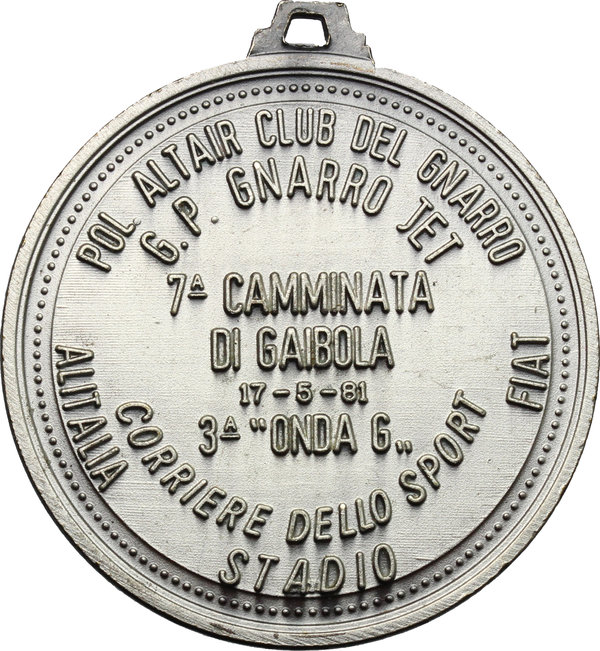 POL ALTAIR CLUB DEL GNARRO
G.P GNARRO JET
7ª CAMMINATA
DI GAIBOLA
17-5-81
3ª "ONDA G„
ALITALIA
CORRIERE DELLO SPORT
FIAT
STADIO